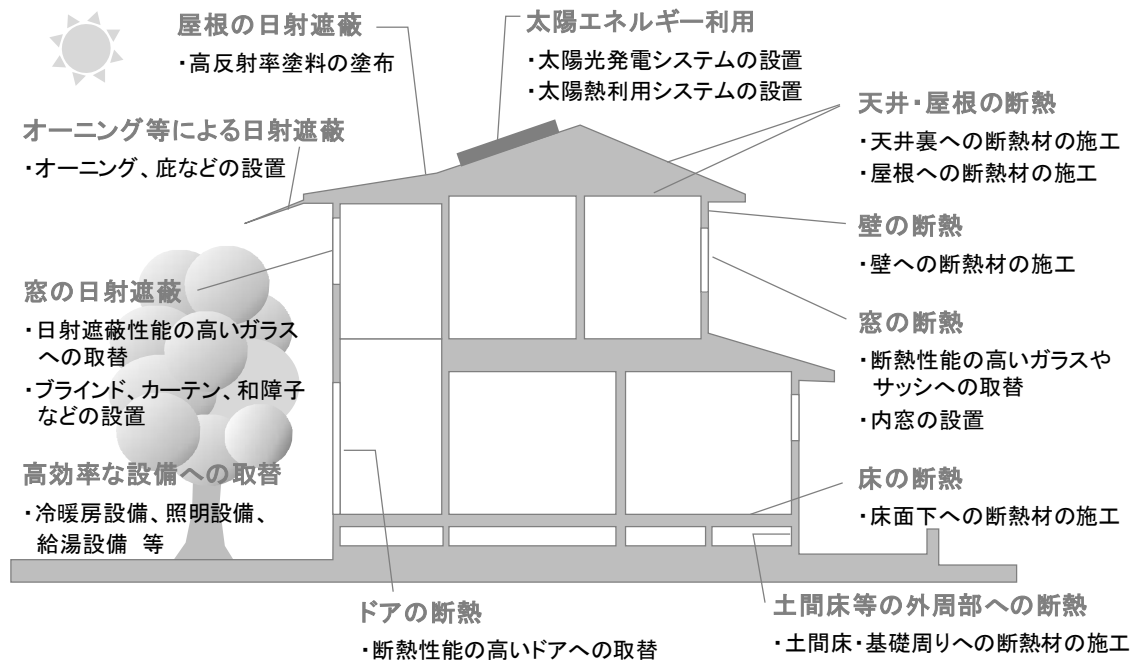 屋根の日射遮蔽
・高反射率塗料の塗布
太陽エネルギー利用
・太陽光発電システムの設置
・太陽熱利用システムの設置
オーニング等による日射遮蔽
・オーニング、庇などの設置
天井・屋根の断熱
・天井裏への断熱材の施工
・屋根への断熱材の施工
壁の断熱
・壁への断熱材の施工
窓の日射遮蔽
・日射遮蔽性能の高いガラス
への取替
・ブラインド、カーテン、和障子
などの設置
窓の断熱
・断熱性能の高いガラスや
サッシへの取替
・内窓の設置
高効率な設備への取替
・冷暖房設備、照明設備、
給湯設備 等
床の断熱
・床面下への断熱材の施工
ドアの断熱
・断熱性能の高いドアへの取替
土間床等の外周部への断熱
・土間床・基礎周りへの断熱材の施工